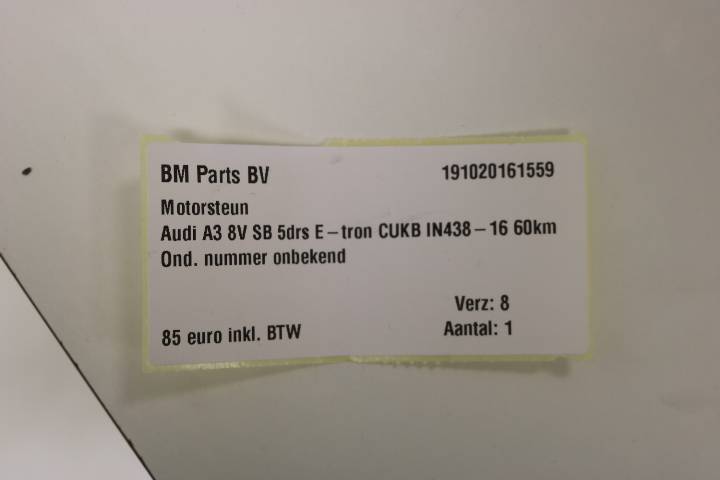 BM Parts BV 191020161559
Motorsteun
Audi A3 8V SB 5drs E-tron CUKB IN438-16 60km
Ond. nummer onbekend
Verz: 8
85 euro inkl. BTW Aantal: 1